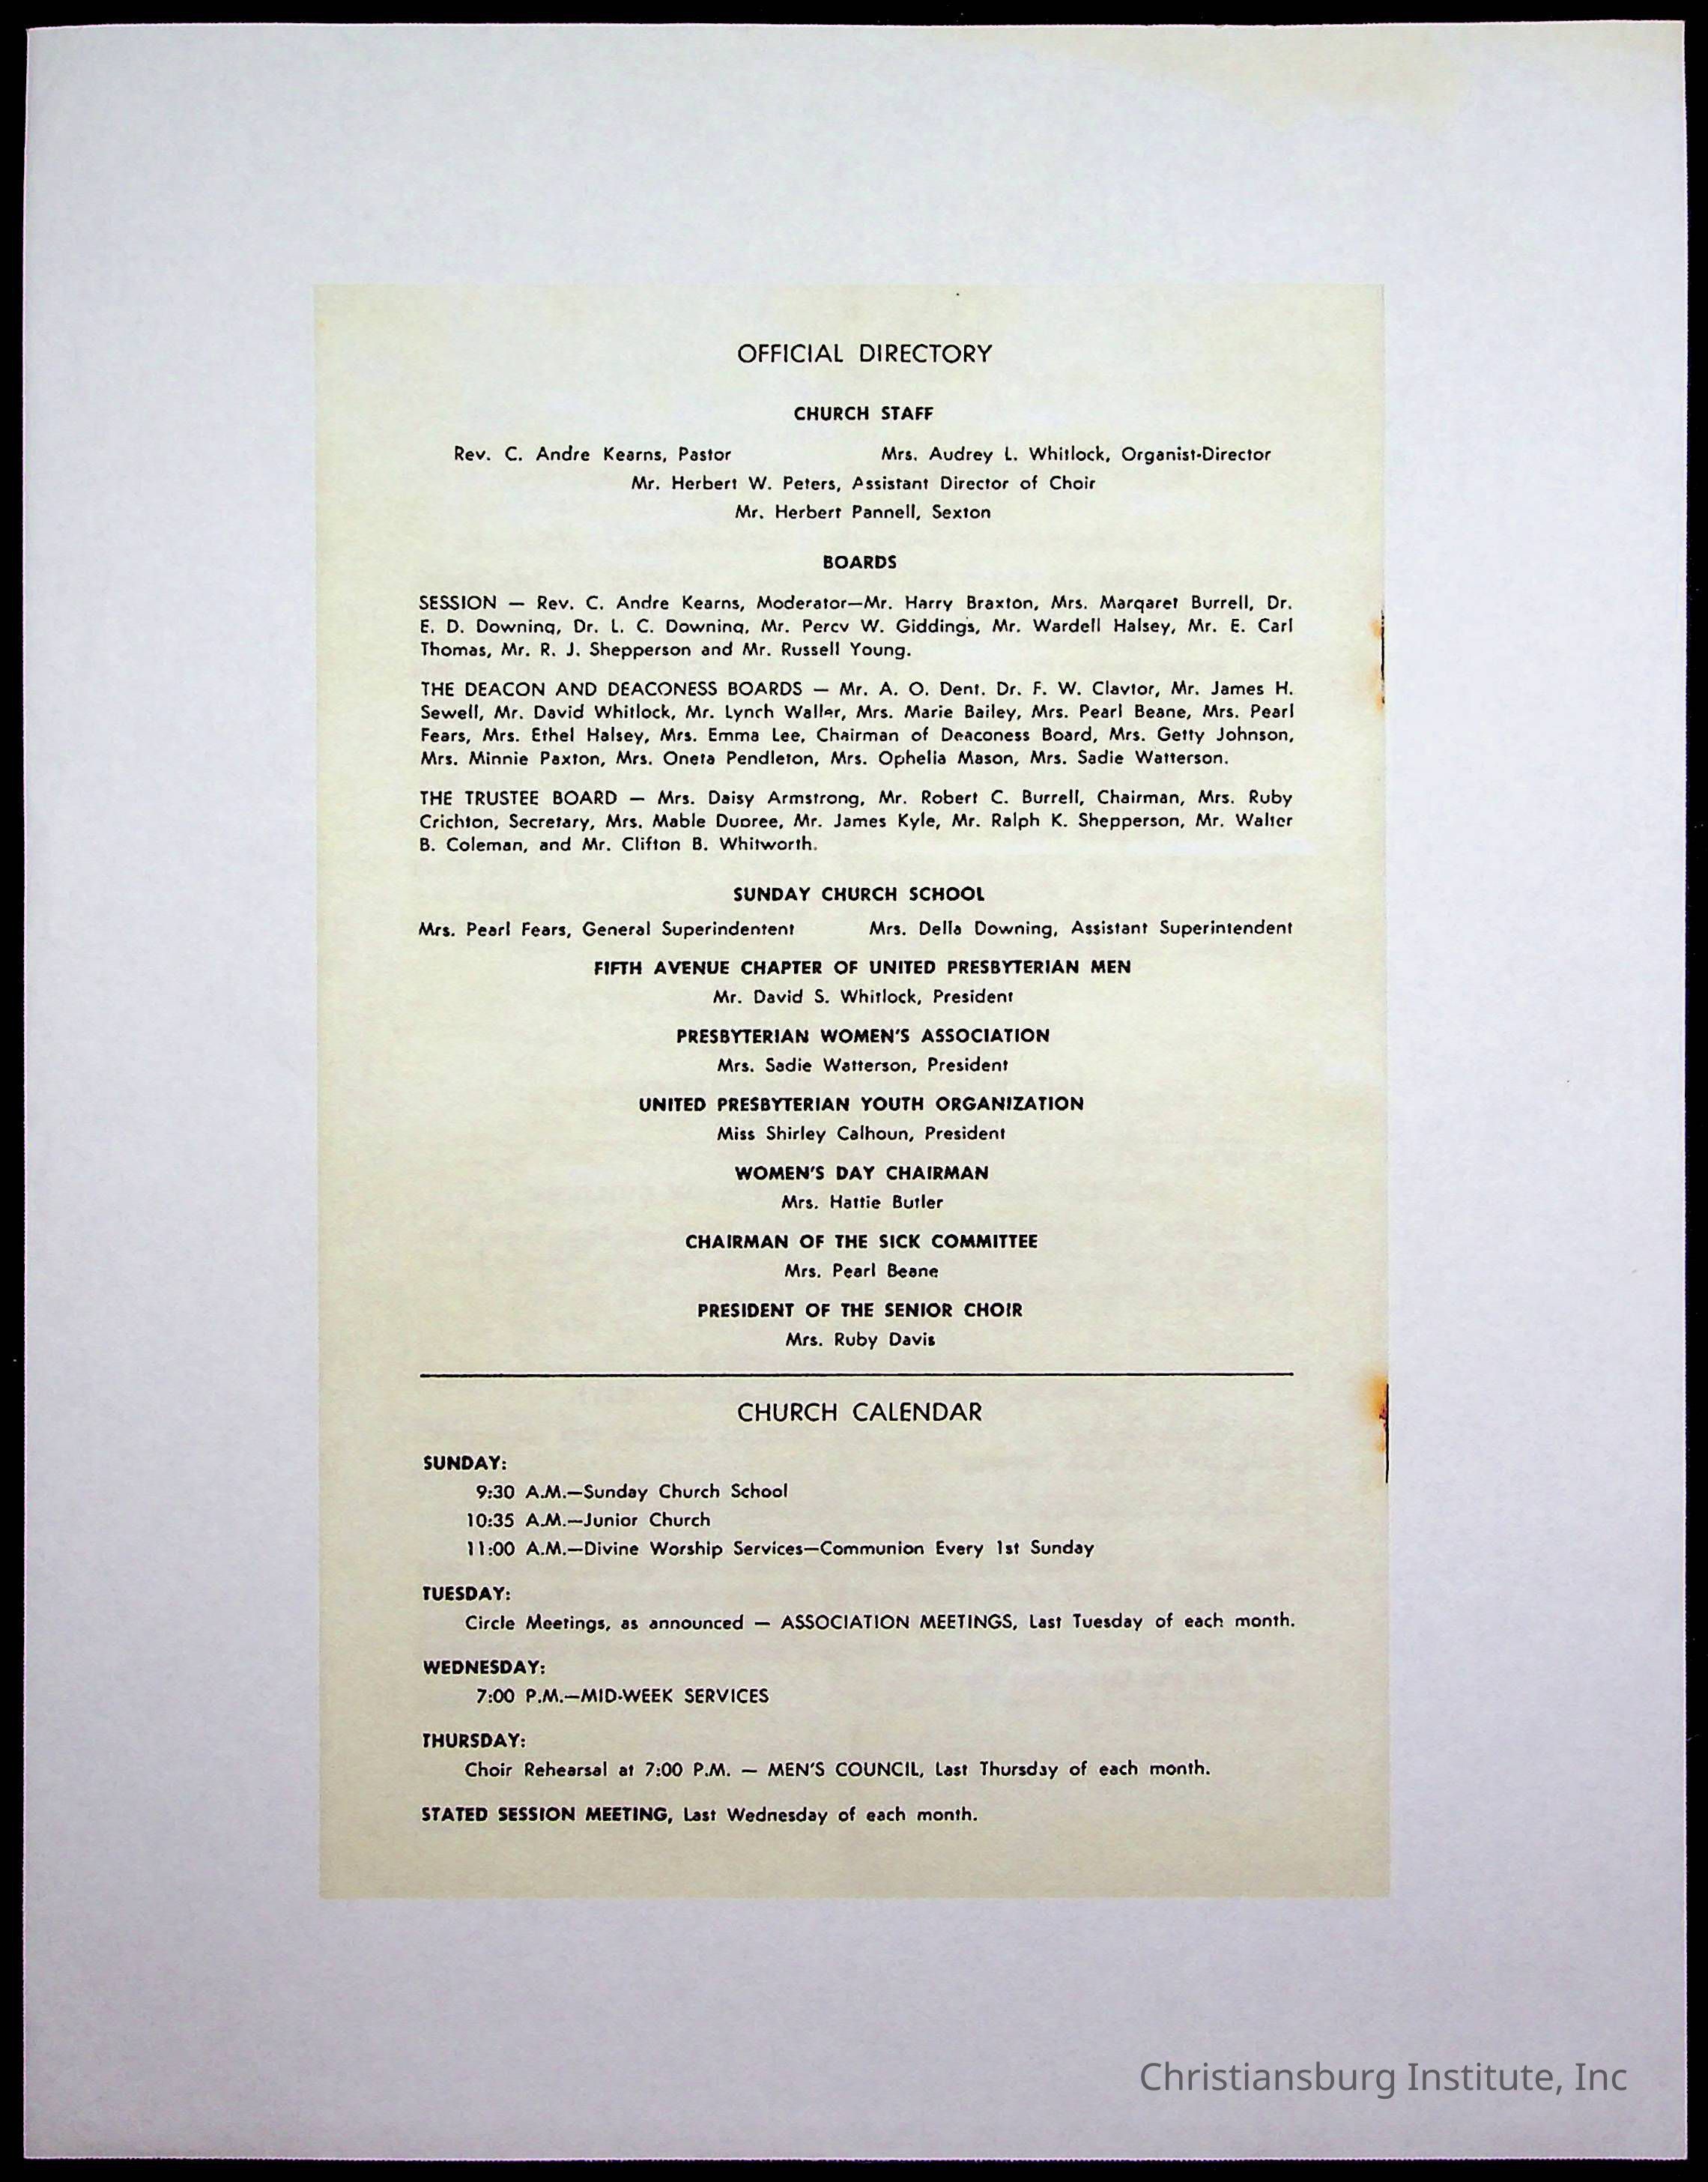 OFFICIAL DIRECTORY
CHURCH STAFF
Rev. C. Andre Kearns, Pastor Mrs. Audrey L. Whitlock, Organist-Director
Mr. Herbert W. Peters, Assistant Director of Choir
Mr. Herbert Pannell, Sexton
BOARDS
SESSION — Rev. C. Andre Kearns, Moderator—Mr. Harry Braxton, Mrs. Margaret Burrell, Dr.
E. D. Downing, Dr. L. C. Downing, Mr. Percy W. Giddings, Mr. Wardell Halsey, Mr. E. Carl
Thomas, Mr. R. J. Shepperson and Mr. Russell Young.
THE DEACON AND DEACONESS BOARDS — Mr. A. O. Dent, Dr. F. W. Claytor, Mr. James H.
Sewell, Mr. David Whitlock, Mr. Lynch Waller, Mrs. Marie Bailey, Mrs. Pearl Beane, Mrs. Pearl
Fears, Mrs. Ethel Halsey, Mrs. Emma Lee, Chairman of Deaconess Board, Mrs. Getty Johnson,
Mrs. Minnie Paxton, Mrs. Oneta Pendleton, Mrs. Ophelia Mason, Mrs. Sadie Watterson.
THE TRUSTEE BOARD — Mrs. Daisy Armstrong, Mr. Robert C. Burrell, Chairman, Mrs. Ruby
Crichton, Secretary, Mrs. Mable Dupree, Mr. James Kyle, Mr. Ralph K. Shepperson, Mr. Walter
B. Coleman, and Mr. Clifton B. Whitworth.
SUNDAY CHURCH SCHOOL
Mrs. Pearl Fears, General Superindentent Mrs. Della Downing, Assistant Superintendent
FIFTH AVENUE CHAPTER OF UNITED PRESBYTERIAN MEN
Mr. David S. Whitlock, President
PRESBYTERIAN WOMEN'S ASSOCIATION
Mrs. Sadie Watterson, President
UNITED PRESBYTERIAN YOUTH ORGANIZATION
Miss Shirley Calhoun, President
WOMEN'S DAY CHAIRMAN
Mrs. Hattie Butler
CHAIRMAN OF THE SICK COMMITTEE
Mrs. Pearl Beane
PRESIDENT OF THE SENIOR CHOIR
Mrs. Ruby Davis
CHURCH CALENDAR
SUNDAY:
9:30 A.M.—Sunday Church School
10:35 A.M.—Junior Church
11:00 A.M.—Divine Worship Services—Communion Every 1st Sunday
TUESDAY:
Circle Meetings, as announced — ASSOCIATION MEETINGS, Last Tuesday of each month.
WEDNESDAY:
7:00 P.M.—MID-WEEK SERVICES
THURSDAY:
Choir Rehearsal at 7:00 P.M. — MEN'S COUNCIL, Last Thursday of each month.
STATED SESSION MEETING, Last Wednesday of each month.
Christiansburg Institute, Inc